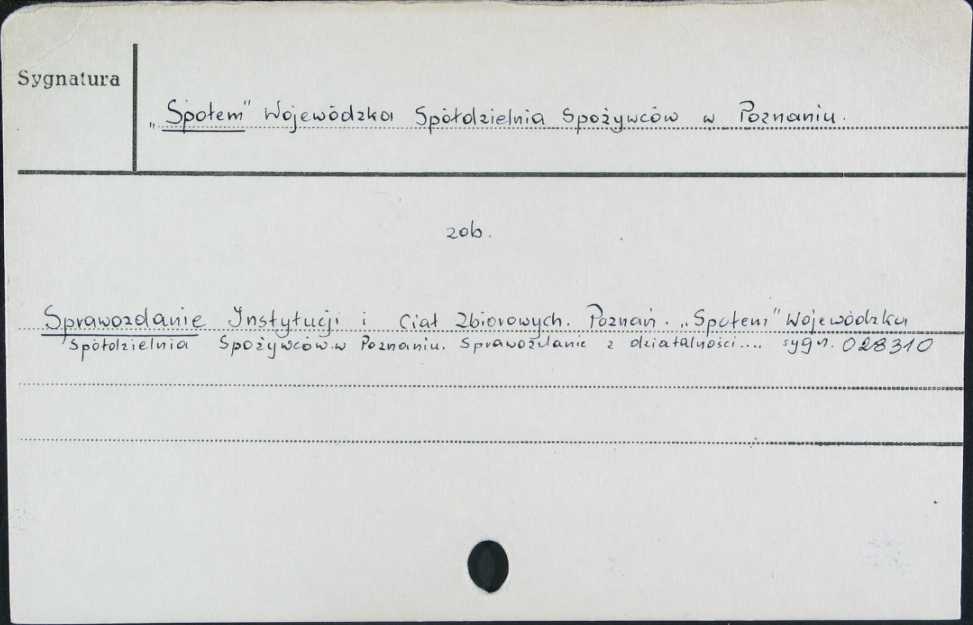 Sygnatura
„Społem" Wojewódzka Spółdzielnia Spożywców w Poznaniu.
zob.
Sprawozdanie Instytucji i Ciał Zbiorowych. Poznań. „Społem" Wojewódzka
Spółdzielnia Spożywców w Poznaniu. Sprawozdanie z działalności.... sygn. 028310